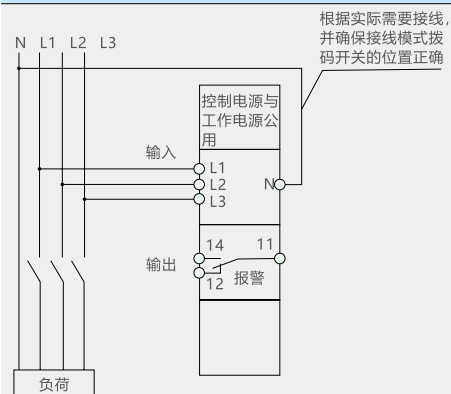 根据实际需要接线,
并确保接线模式拨
码开关的位置正确
N L1 L2 L3
控制电源与
工作电源公
用
输入
L1
L2
L3
N
14
11
输出
12
报警
负荷